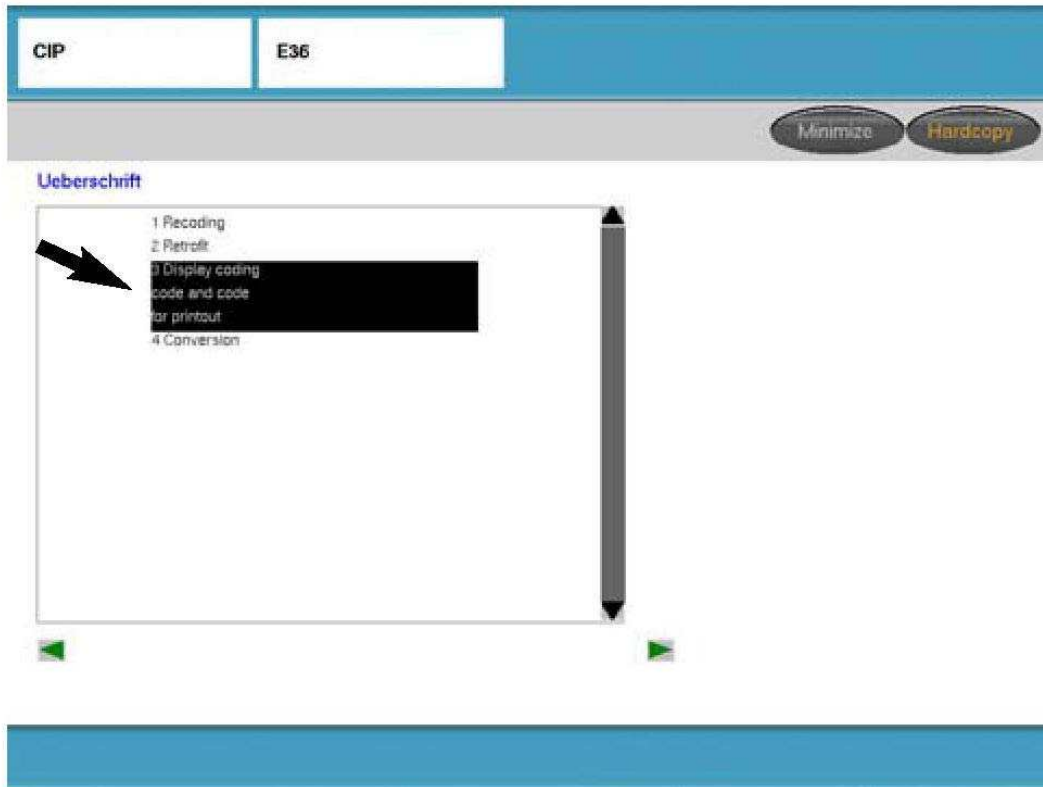 CIP
E36
Minimize
Hardcopy
Ueberschrift
1 Recoding
2 Retrofit
3 Display coding
code and code
for printout
4 Conversion